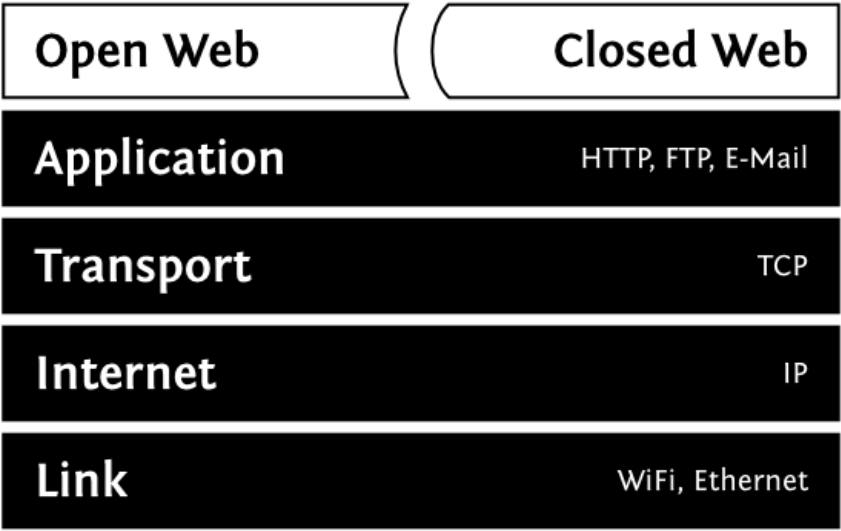 Open Web Closed Web
Application HTTP, FTP, E-Mail
Transport TCP
Internet IP
Link WiFi, Ethernet